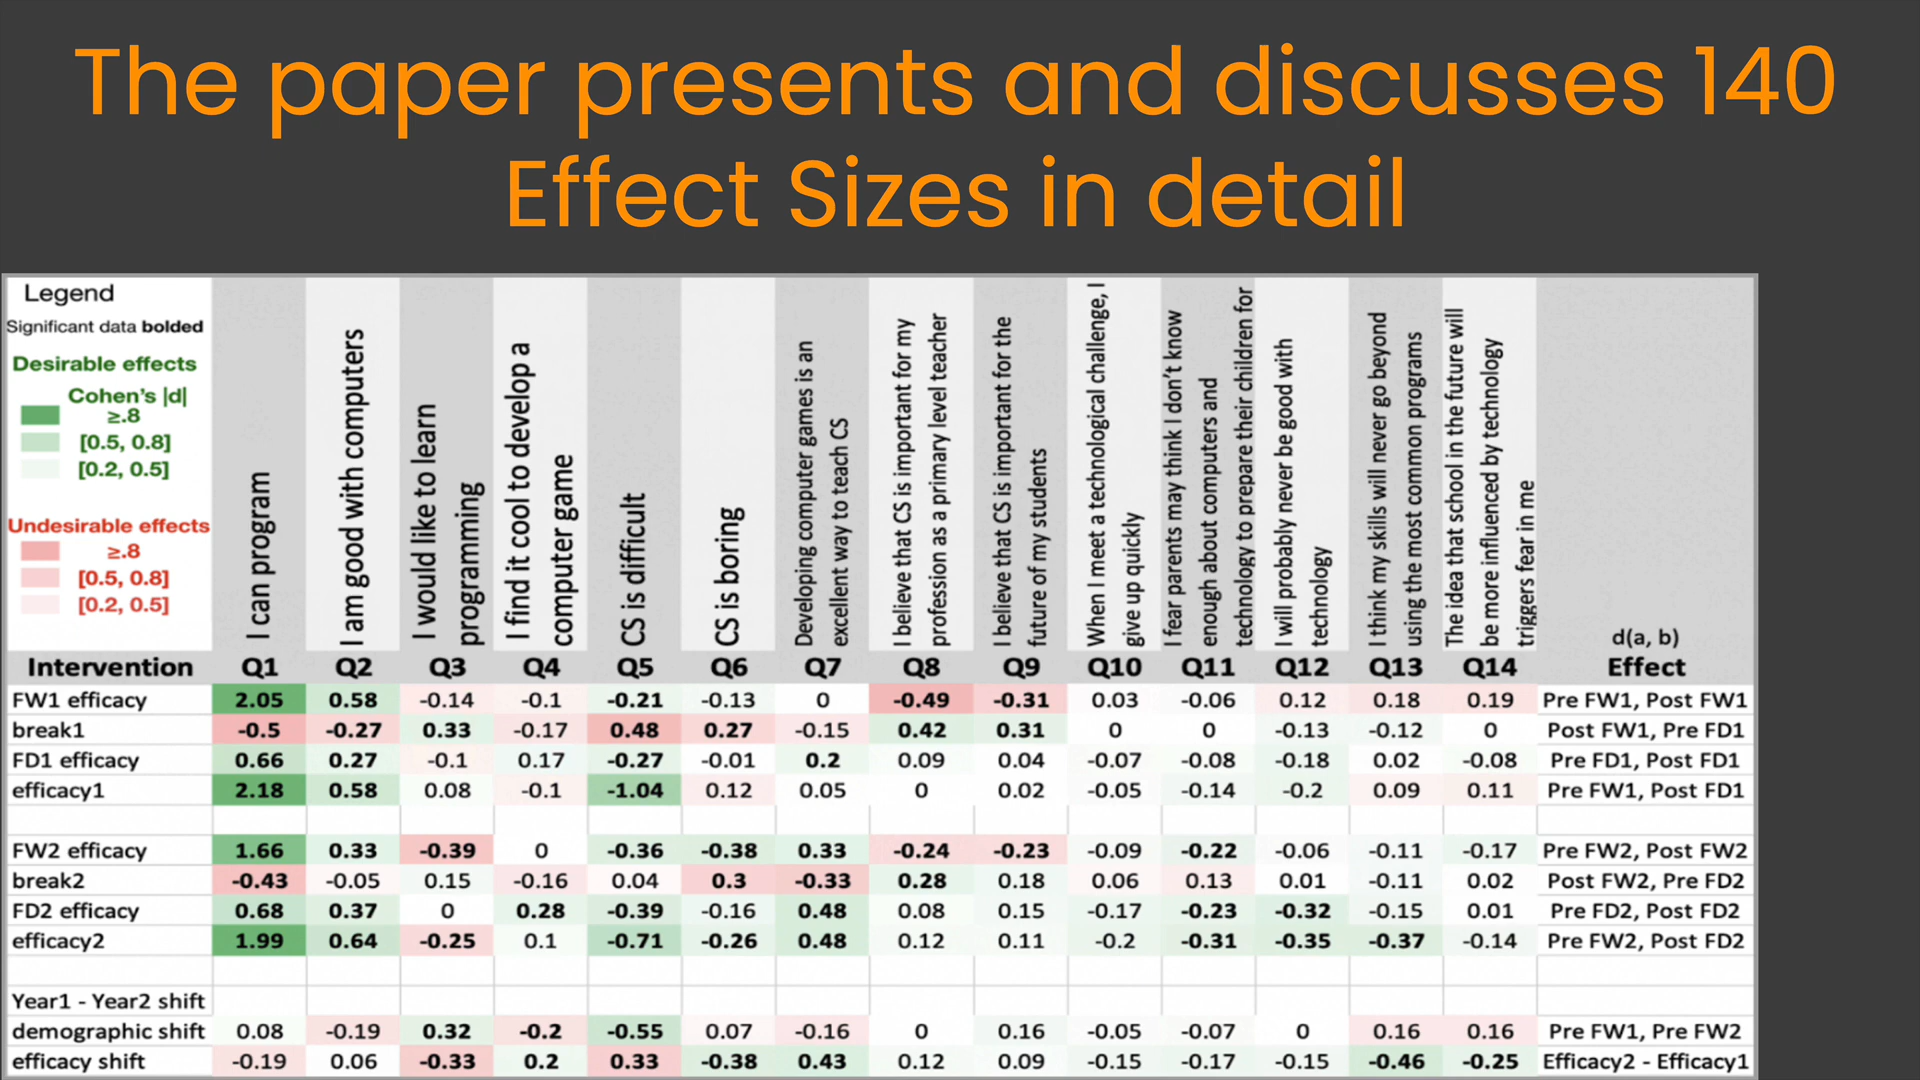 The paper presents and discusses 140
Effect Sizes in detail
Legend
Significant data bolded
Desirable effects
Cohen's |d|
≥.8
[0.5, 0.8]
[0.2, 0.5]
Undesirable effects
≥.8
[0.5, 0.8]
[0.2, 0.5]
I can program
I am good with computers
I would like to learn
programming
I find it cool to develop a
computer game
CS is difficult
CS is boring
Developing computer games is an
excellent way to teach CS
I believe that CS is important for my
profession as a primary level teacher
I believe that CS is important for the
future of my students
When I meet a technological challenge, I
give up quickly
I fear parents may think I don't know
enough about computers and
technology to prepare their children for
I will probably never be good with
technology
I think my skills will never go beyond
using the most common programs
The idea that school in the future will
be more influenced by technology
triggers fear in me
d(a, b)
Intervention Q1 Q2 Q3 Q4 Q5 Q6 Q7 Q8 Q9 Q10 Q11 Q12 Q13 Q14 Effect
FW1 efficacy 2.05 0.58 -0.14 -0.1 -0.21 -0.13 0 -0.49 -0.31 0.03 -0.06 0.12 0.18 0.19 Pre FW1, Post FW1
break1 -0.5 -0.27 0.33 -0.17 0.48 0.27 -0.15 0.42 0.31 0 0 -0.13 -0.12 0 Post FW1, Pre FD1
FD1 efficacy 0.66 0.27 -0.1 0.17 -0.27 -0.01 0.2 0.09 0.04 -0.07 -0.08 -0.18 0.02 -0.08 Pre FD1, Post FD1
efficacy1 2.18 0.58 0.08 -0.1 -1.04 0.12 0.05 0 0.02 -0.05 -0.14 -0.2 0.09 0.11 Pre FW1, Post FD1
FW2 efficacy 1.66 0.33 -0.39 0 -0.36 -0.38 0.33 -0.24 -0.23 -0.09 -0.22 -0.06 -0.11 -0.17 Pre FW2, Post FW2
break2 -0.43 -0.05 0.15 -0.16 0.04 0.3 -0.33 0.28 0.18 0.06 0.13 0.01 -0.11 0.02 Post FW2, Pre FD2
FD2 efficacy 0.68 0.37 0 0.28 -0.39 -0.16 0.48 0.08 0.15 -0.17 -0.23 -0.32 -0.15 0.01 Pre FD2, Post FD2
efficacy2 1.99 0.64 -0.25 0.1 -0.71 -0.26 0.48 0.12 0.11 -0.2 -0.31 -0.35 -0.37 -0.14 Pre FW2, Post FD2
Year1 - Year2 shift
demographic shift 0.08 -0.19 0.32 -0.2 -0.55 0.07 -0.16 0 0.16 -0.05 -0.07 0 0.16 0.16 Pre FW1, Pre FW2
efficacy shift -0.19 0.06 -0.33 0.2 0.33 -0.38 0.43 0.12 0.09 -0.15 -0.17 -0.15 -0.46 -0.25 Efficacy2 - Efficacy1